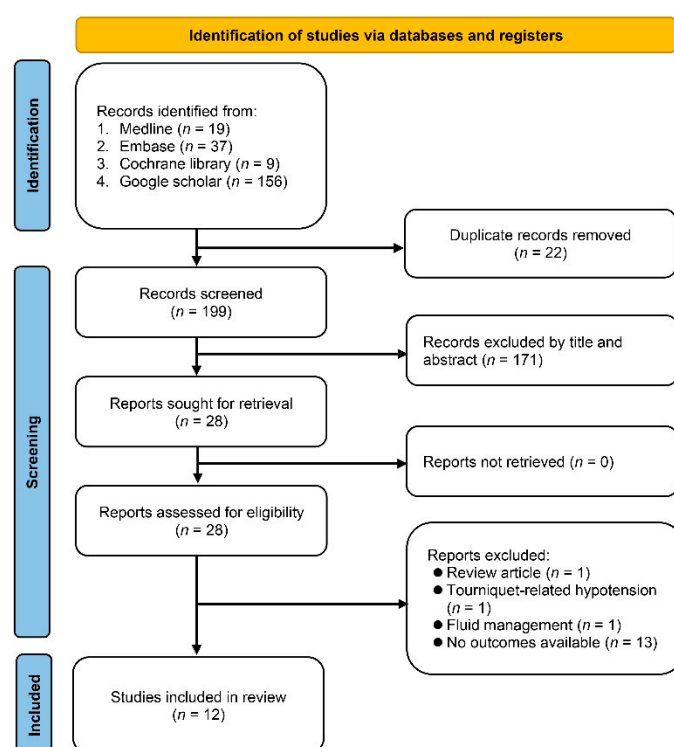 Identification of studies via databases and registers
Identification
Records identified from:
1. Medline (n = 19)
2. Embase (n = 37)
3. Cochrane library (n = 9)
4. Google scholar (n = 156)
Duplicate records removed
(n = 22)
Screening
Records screened
(n = 199)
Records excluded by title and
abstract (n = 171)
Reports sought for retrieval
(n = 28)
Reports not retrieved (n = 0)
Reports assessed for eligibility
(n = 28)
Reports excluded:
● Review article (n = 1)
● Tourniquet-related hypotension
(n = 1)
● Fluid management (n = 1)
● No outcomes available (n = 13)
Included
Studies included in review
(n = 12)